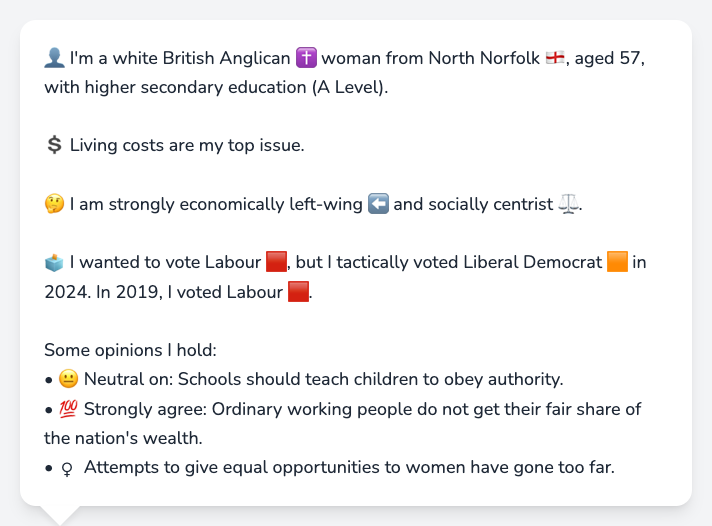 👤 I'm a white British Anglican ✝️ woman from North Norfolk 🏴󠁧󠁢󠁥󠁮󠁧󠁿, aged 57,
with higher secondary education (A Level).
💲 Living costs are my top issue.
🤔 I am strongly economically left-wing ⬅️ and socially centrist ⚖️.
🗳️ I wanted to vote Labour 🟥, but I tactically voted Liberal Democrat 🟧 in
2024. In 2019, I voted Labour 🟥.
Some opinions I hold:
• 😐 Neutral on: Schools should teach children to obey authority.
• 💯 Strongly agree: Ordinary working people do not get their fair share of
the nation's wealth.
• ♀ Attempts to give equal opportunities to women have gone too far.